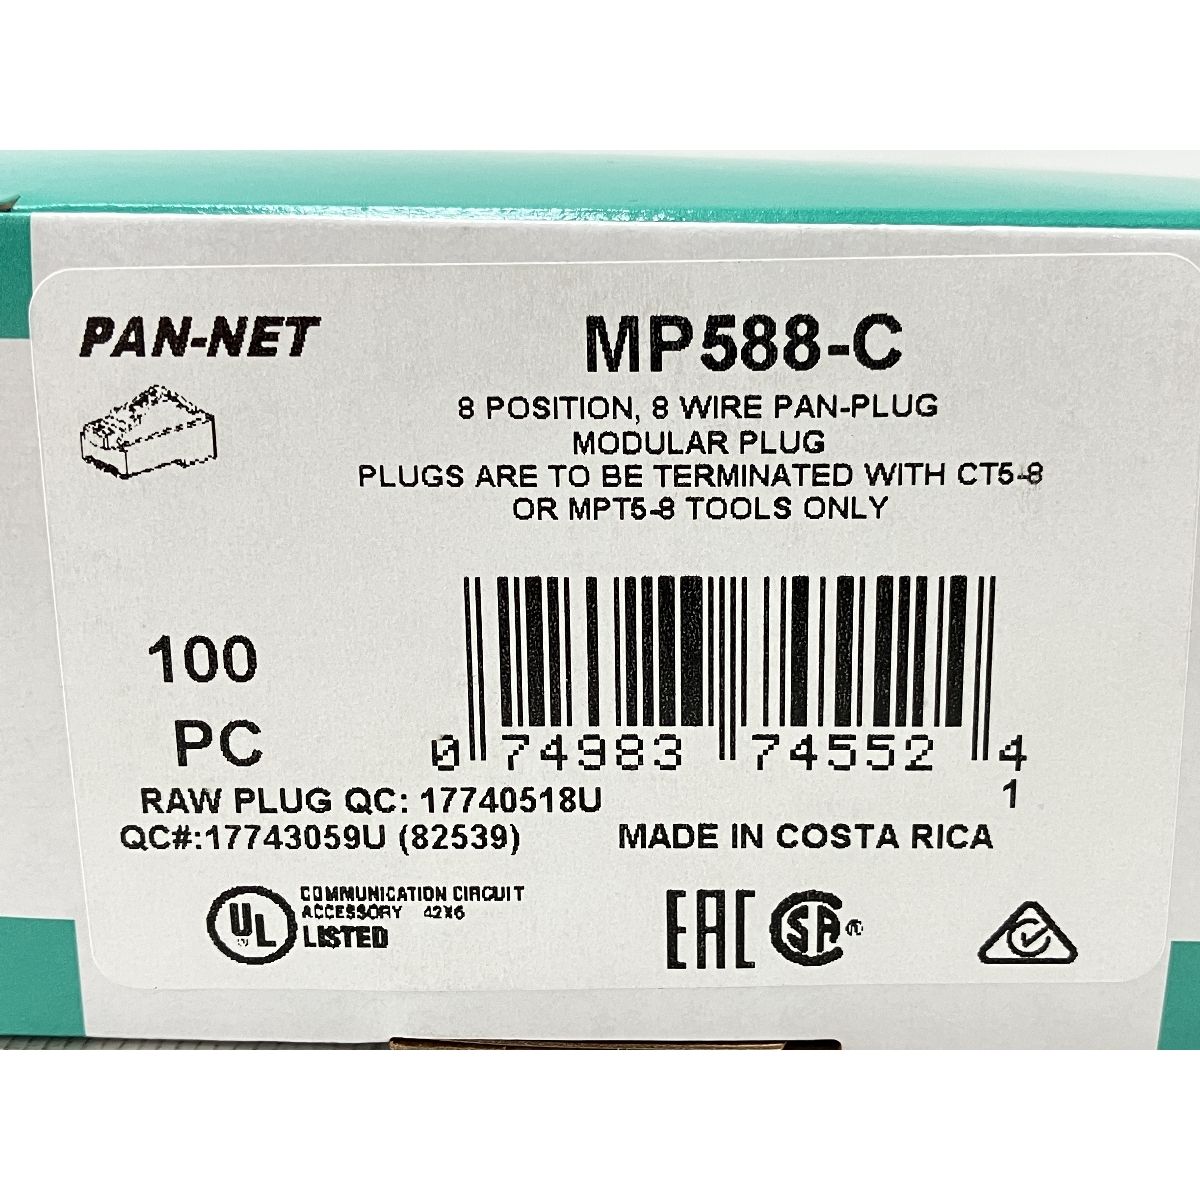 PAN-NET
MP588-C
8 POSITION, 8 WIRE PAN-PLUG
MODULAR PLUG
PLUGS ARE TO BE TERMINATED WITH CT5-8
OR MPT5-8 TOOLS ONLY
100
PC
0 74983 74552 4
1
RAW PLUG QC: 17740518U
QC#:17743059U (82539)
MADE IN COSTA RICA
UL
COMMUNICATION CIRCUIT
ACCESSORY 42X6
LISTED
EAC
SA ®